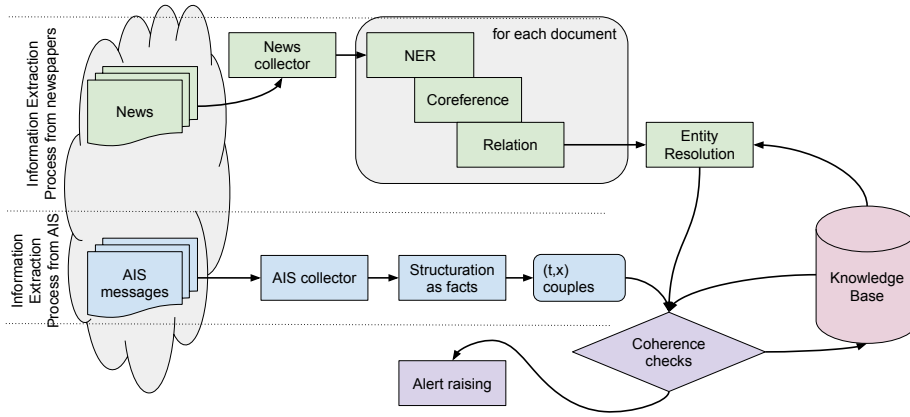 Information Extraction
Process from newspapers
News
News
collector
for each document
NER
Coreference
Relation
Entity
Resolution
Information
Extraction
Process from AIS
AIS
messages
AIS collector
Structuration
as facts
(t,x)
couples
Knowledge
Base
Coherence
checks
Alert raising